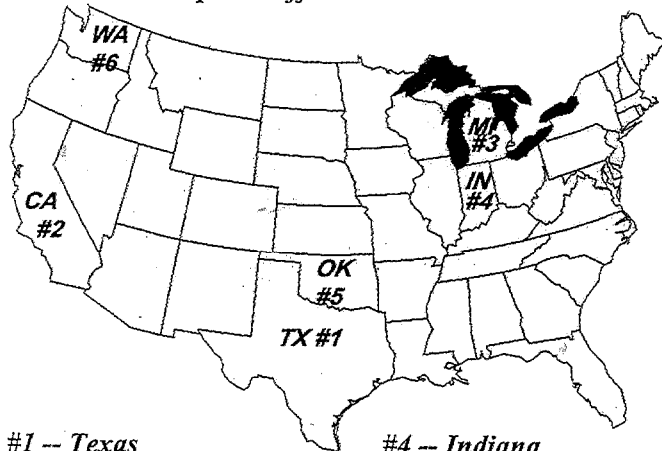 WA
#6
MI
#3
IN
#4
CA
#2
OK
#5
TX #1
#1 -- Texas
#4 -- Indiana